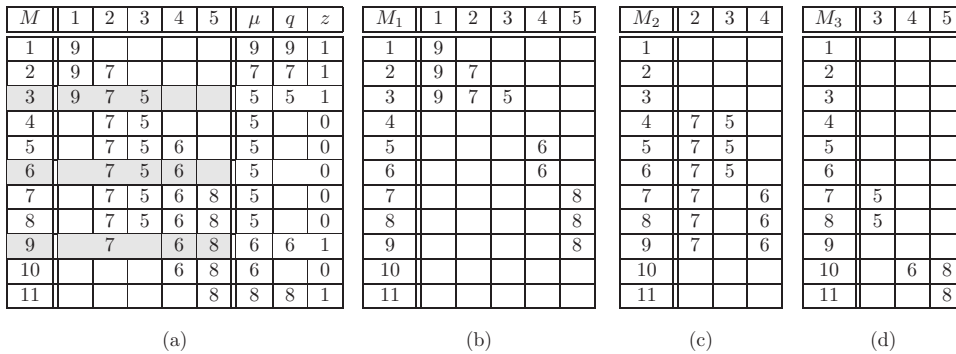 M 1 2 3 4 5 μ q z
1 9 9 9 1
2 9 7 7 7 1
3 9 7 5 5 5 1
4 7 5 5 0
5 7 5 6 5 0
6 7 5 6 5 0
7 7 5 6 8 5 0
8 7 5 6 8 5 0
9 7 6 8 6 6 1
10 6 8 6 0
11 8 8 8 1
(a)
M₁ 1 2 3 4 5
1 9
2 9 7
3 9 7 5
4
5 6
6 6
7 8
8 8
9 8
10
11
(b)
M₂ 2 3 4
1
2
3
4 7 5
5 7 5
6 7 5
7 7 6
8 7 6
9 7 6
10
11
(c)
M₃ 3 4 5
1
2
3
4
5
6
7 5
8 5
9
10 6 8
11 8
(d)